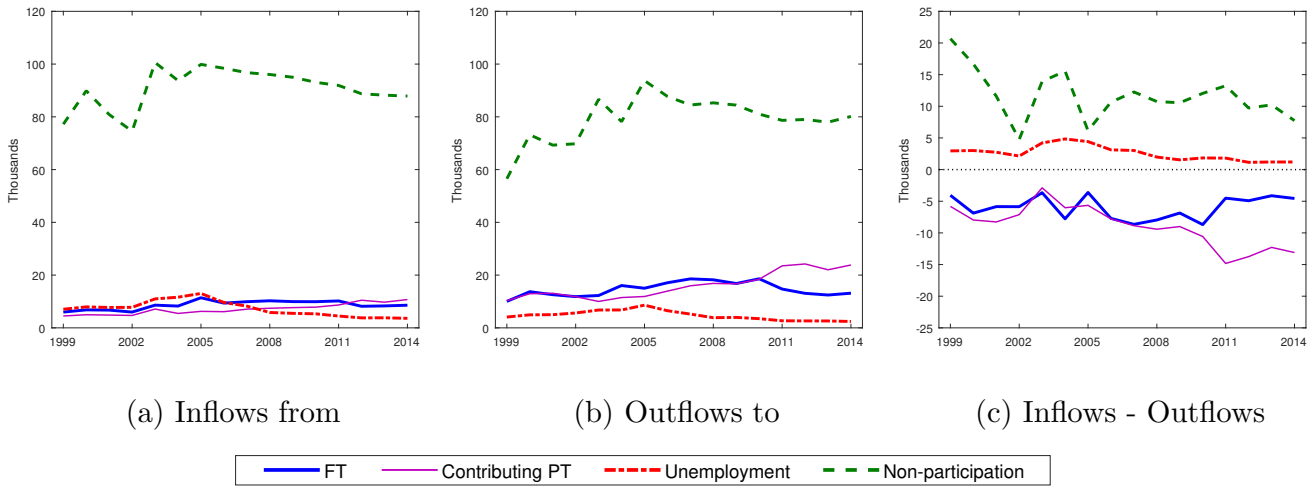 120
100
80
60
40
20
0
Thousands
1999 2002 2005 2008 2011 2014
(a) Inflows from
120
100
80
60
40
20
0
Thousands
1999 2002 2005 2008 2011 2014
(b) Outflows to
25
20
15
10
5
0
-5
-10
-15
-20
-25
Thousands
1999 2002 2005 2008 2011 2014
(c) Inflows - Outflows
FT Contributing PT Unemployment Non-participation